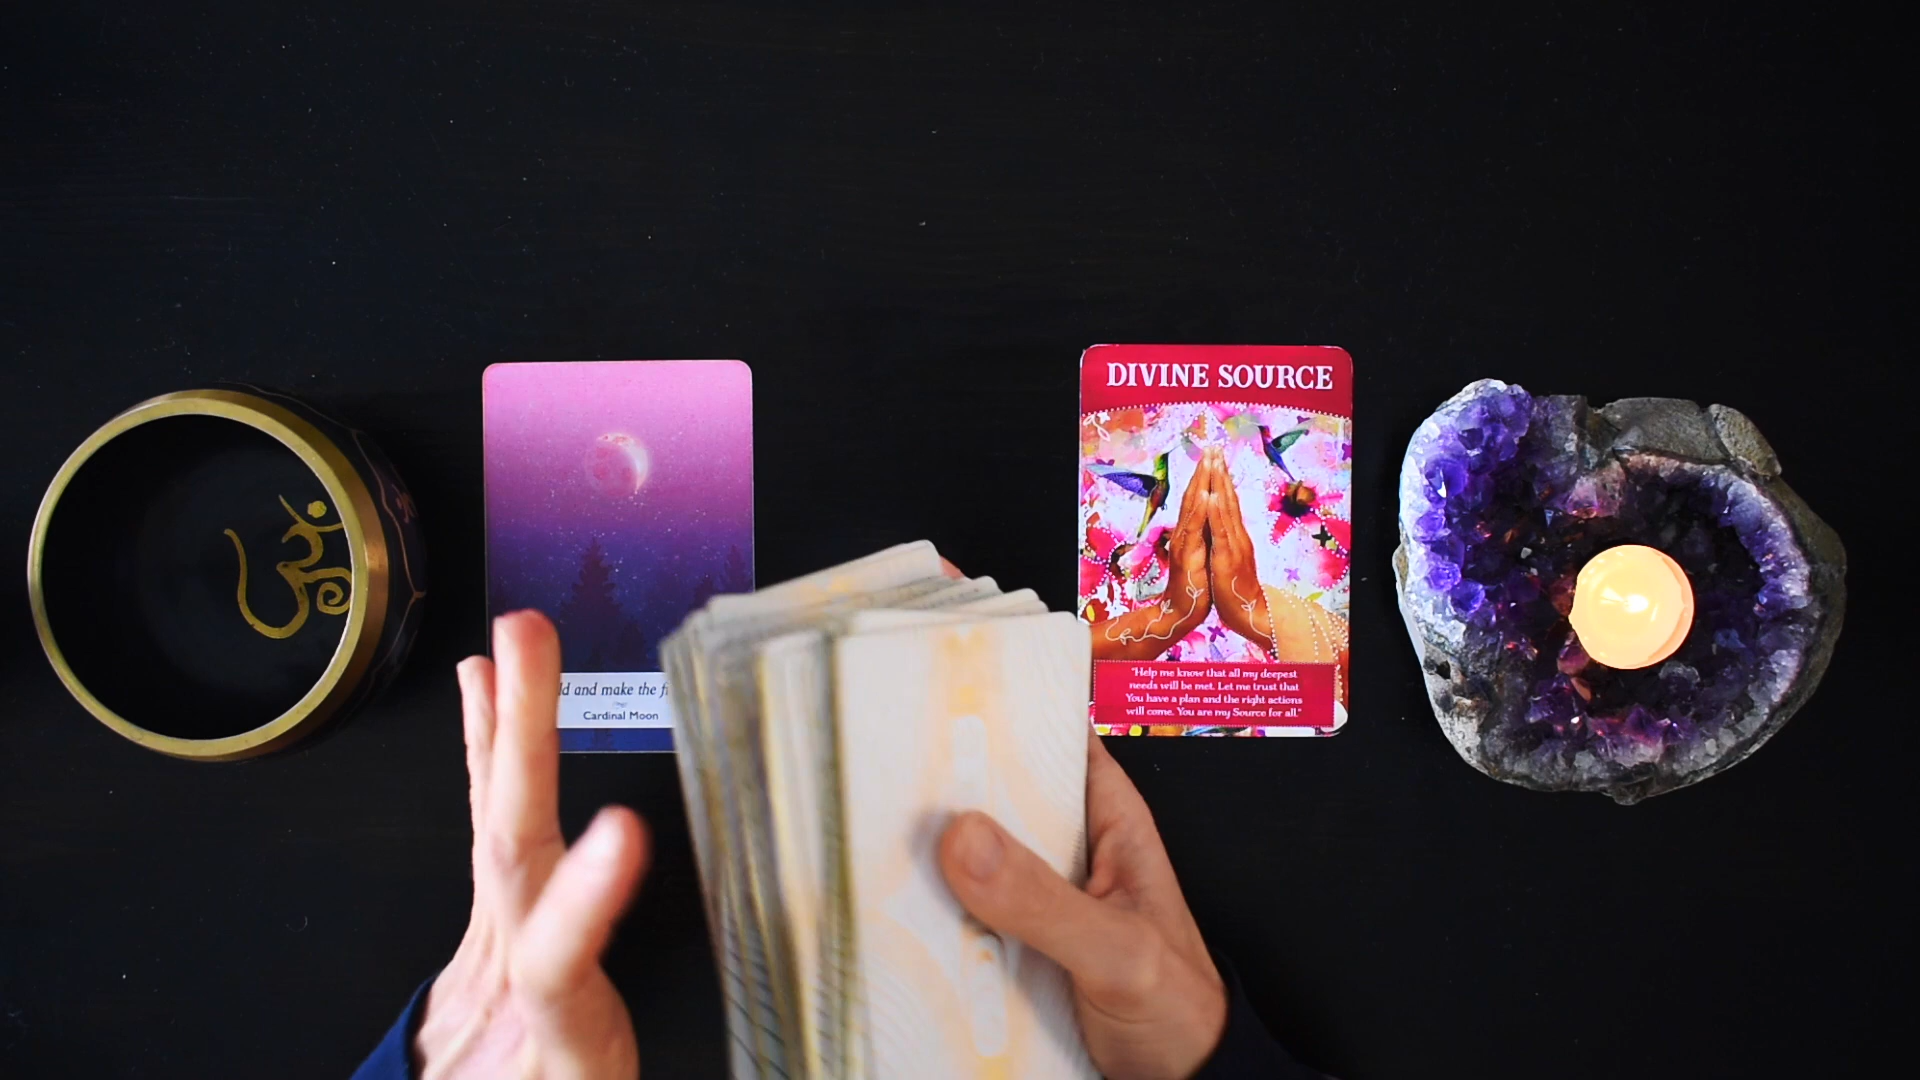 ॐ
and make the
Cardinal Moon
DIVINE SOURCE
"Help me know that all my deepest
needs will be met. Let me trust that
You have a plan and the right actions
will come. You are my Source for all."